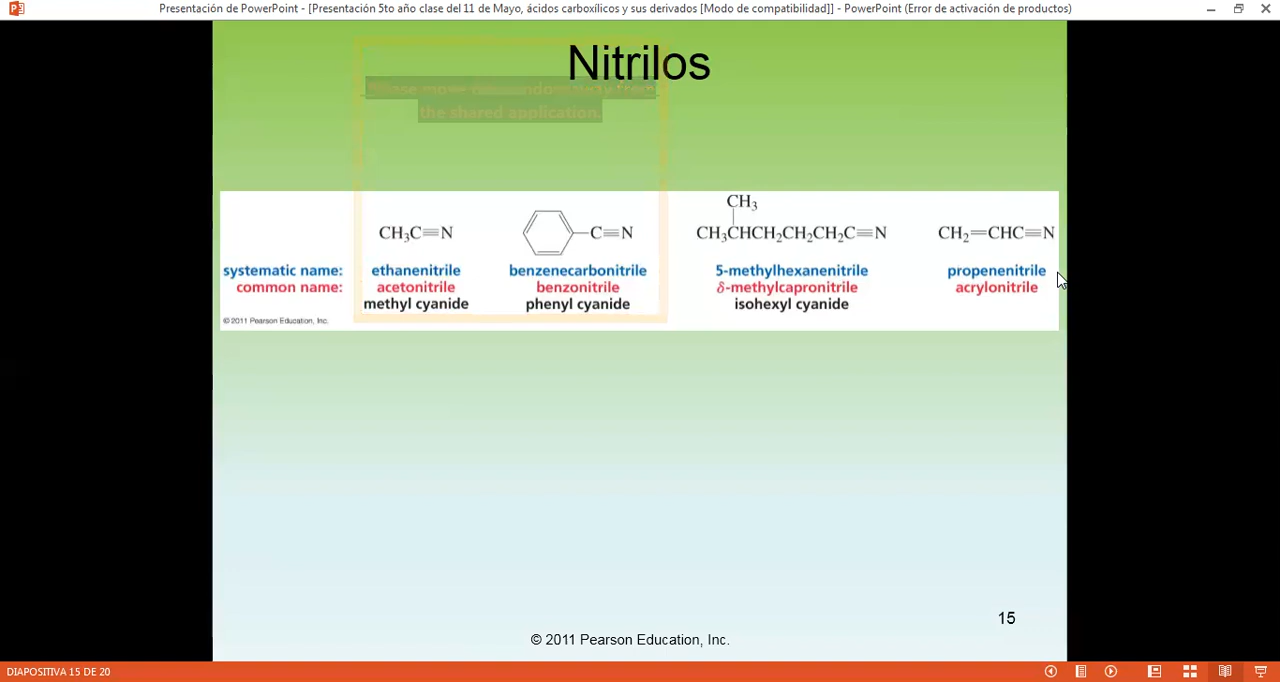 Presentación de PowerPoint - [Presentación 5to año clase del 11 de Mayo, ácidos carboxílicos y sus derivados [Modo de compatibilidad]] - PowerPoint (Error de activación de productos)
Nitrilos
the shared application.
CH3
CH3C≡N
C≡N
CH3CHCH2CH2CH2C≡N
CH2=CHC≡N
systematic name: ethanenitrile benzenecarbonitrile 5-methylhexanenitrile propenenitrile
common name: acetonitrile benzonitrile δ-methylcapronitrile acrylonitrile
methyl cyanide phenyl cyanide isohexyl cyanide
© 2011 Pearson Education, Inc.
15
© 2011 Pearson Education, Inc.
DIAPOSITIVA 15 DE 20